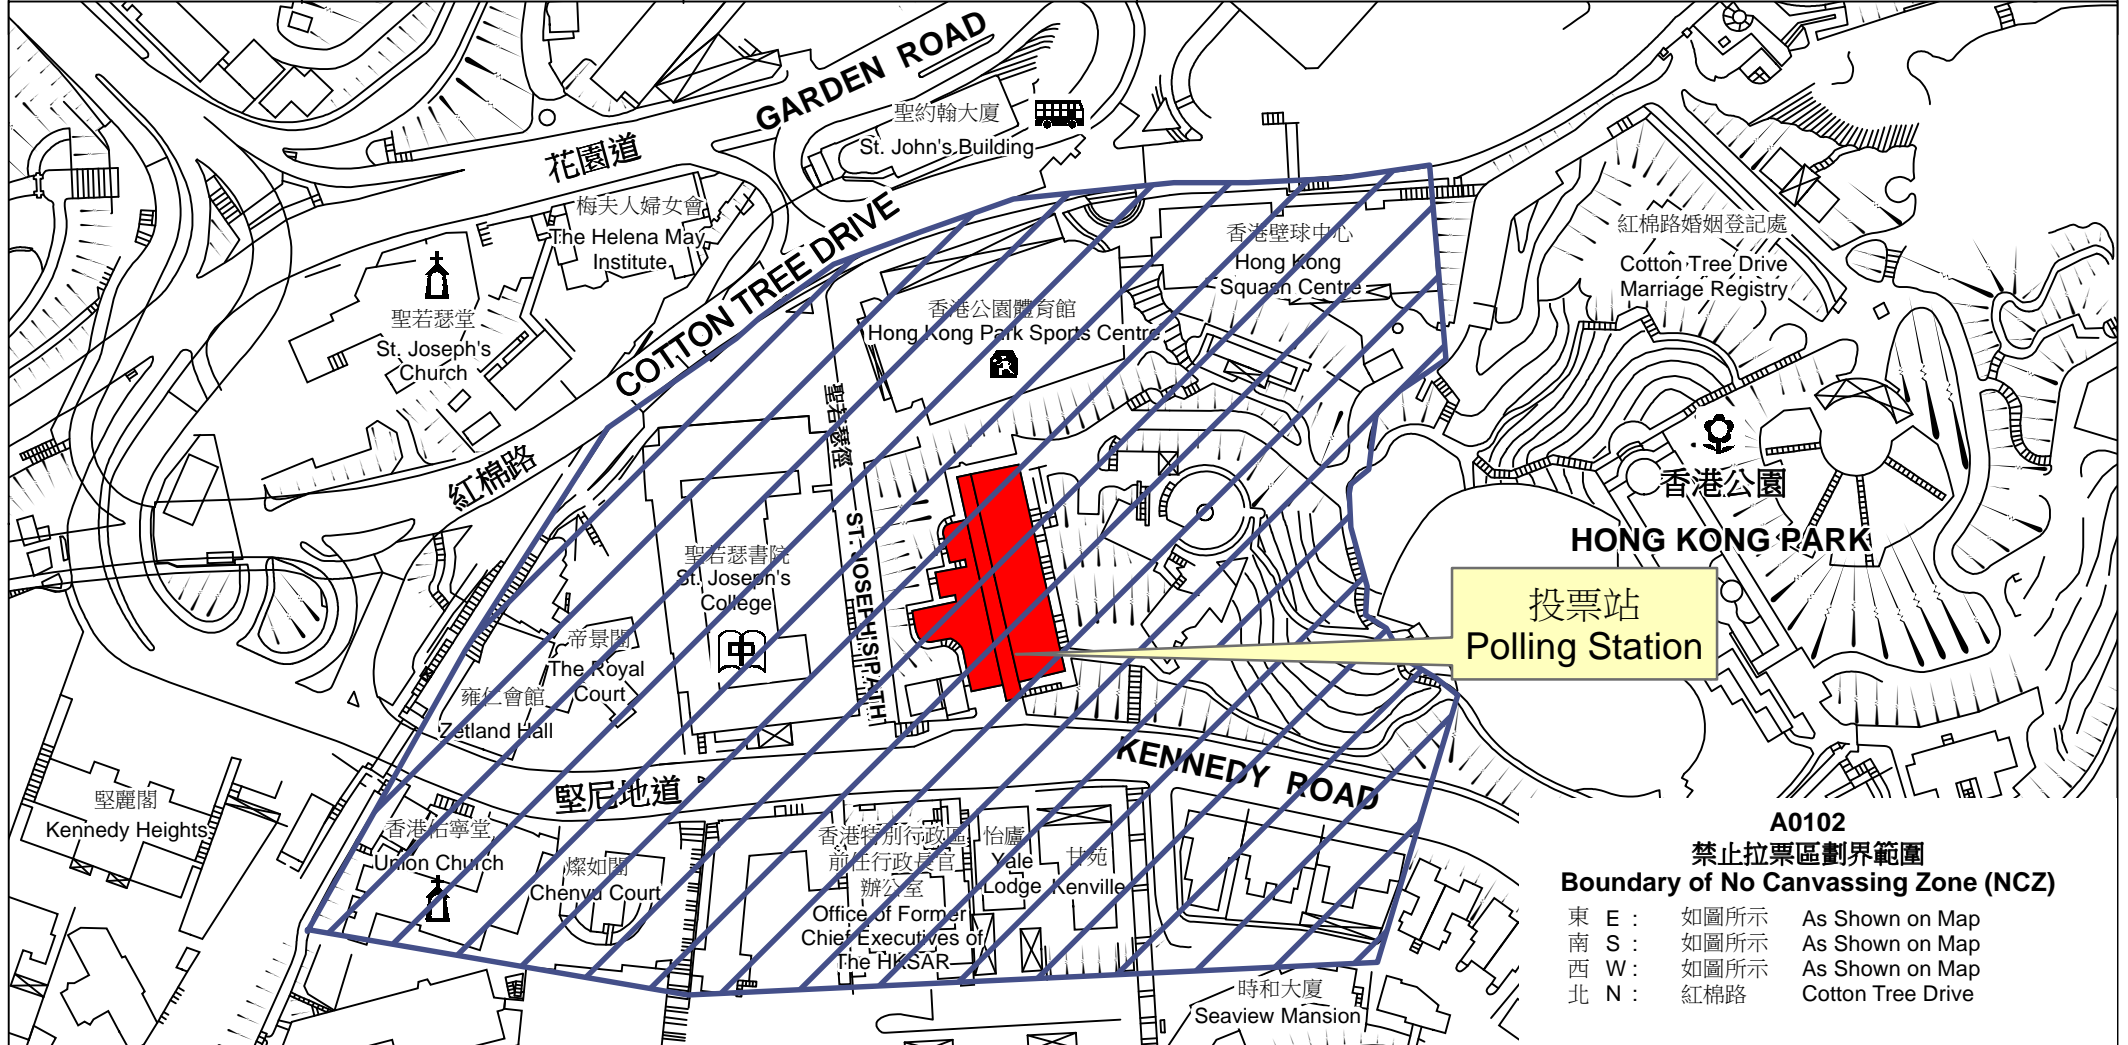 GARDEN ROAD
花園道
聖約翰大廈
St. John's Building
梅夫人婦女會
The Helena May
Institute
COTTON TREE DRIVE
紅棉路
聖若瑟堂
St. Joseph's
Church
香港壁球中心
Hong Kong
Squash Centre
紅棉路婚姻登記處
Cotton Tree Drive
Marriage Registry
香港公園體育館
Hong Kong Park Sports Centre
聖若瑟徑
ST. JOSEPH'S PATH
香港公園
HONG KONG PARK
聖若瑟書院
St. Joseph's
College
中
投票站
Polling Station
帝景閣
The Royal
Court
雍仁會館
Zetland Hall
堅尼地道
KENNEDY ROAD
堅麗閣
Kennedy Heights
香港佑寧堂
Union Church
燦如閣
Chenyu Court
香港特別行政區
前任行政長官
辦公室
Office of Former
Chief Executives of
The HKSAR
怡廬
Yale
Lodge
甘苑
Kenville
時和大廈
Seaview Mansion
A0102
禁止拉票區劃界範圍
Boundary of No Canvassing Zone (NCZ)
東 E : 如圖所示 As Shown on Map
南 S : 如圖所示 As Shown on Map
西 W : 如圖所示 As Shown on Map
北 N : 紅棉路 Cotton Tree Drive